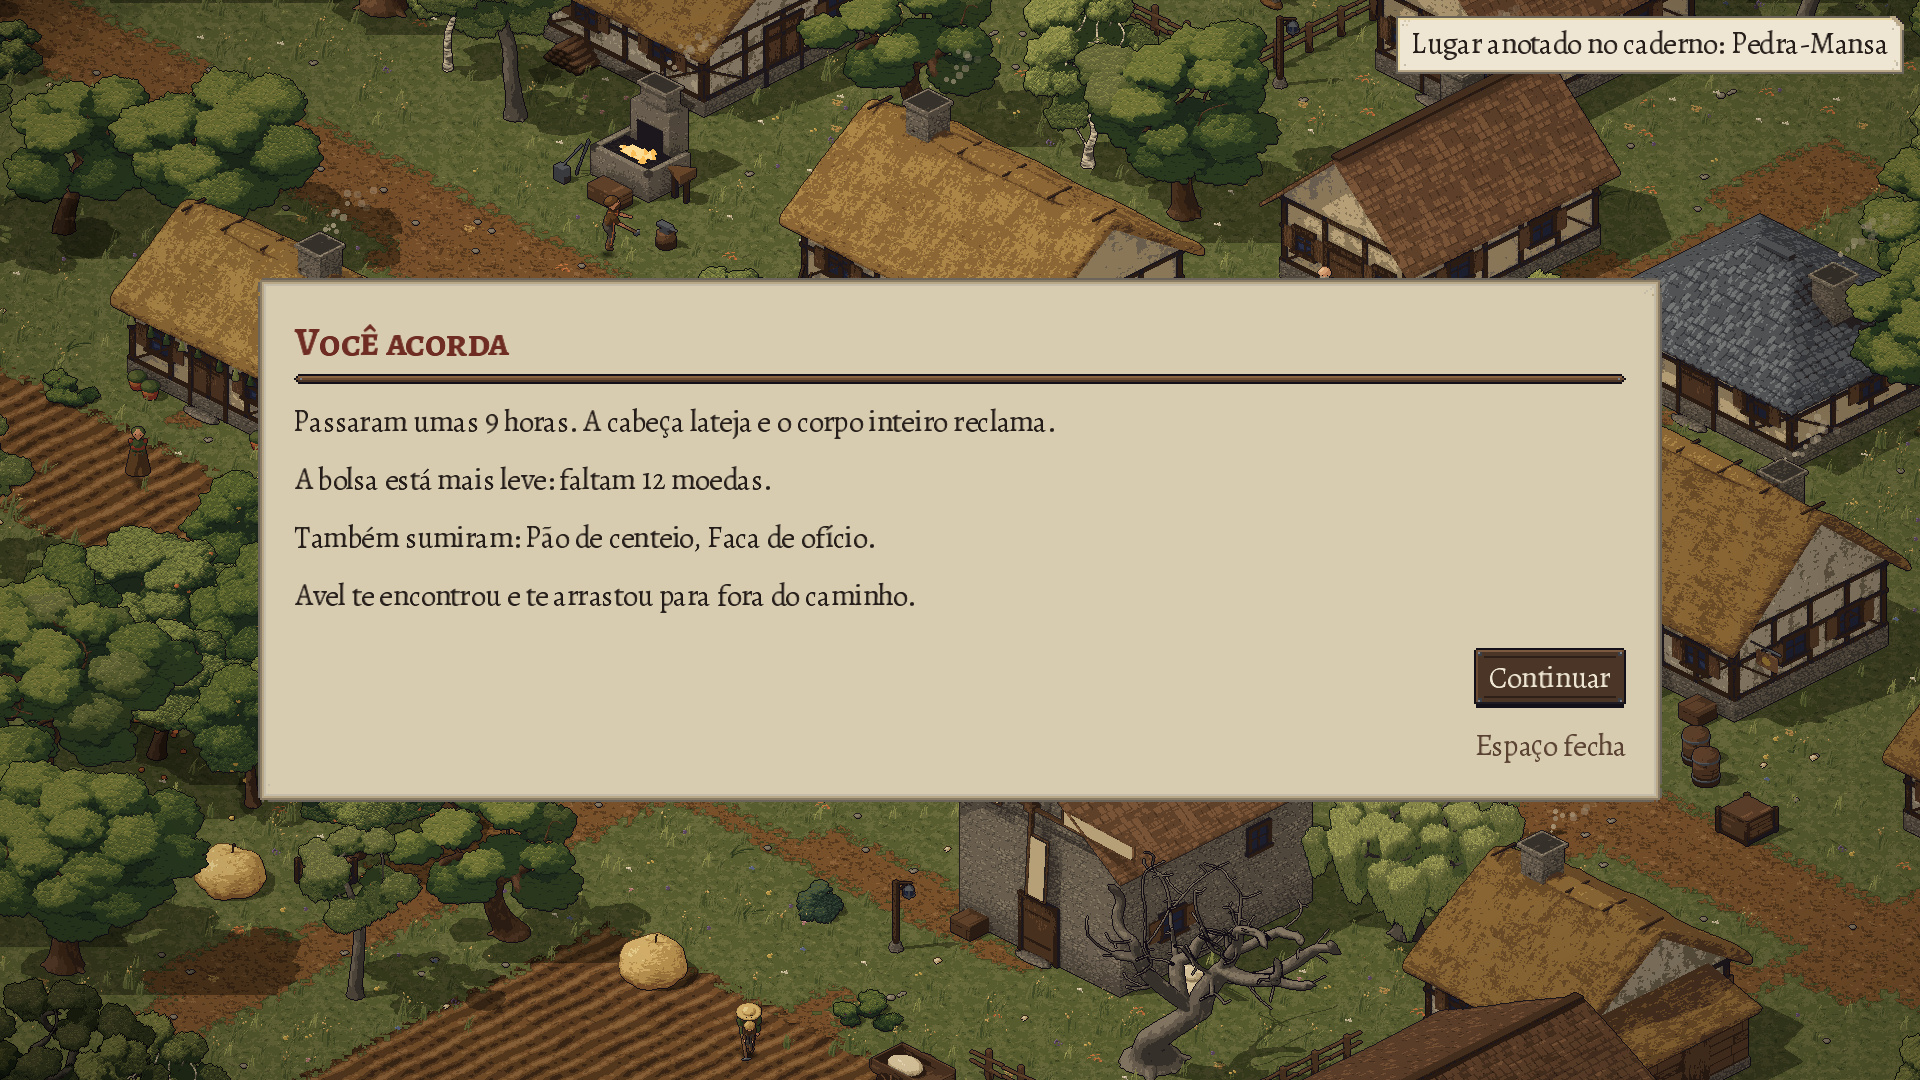 Lugar anotado no caderno: Pedra-Mansa
Você acorda
Passaram umas 9 horas. A cabeça lateja e o corpo inteiro reclama.
A bolsa está mais leve: faltam 12 moedas.
Também sumiram: Pão de centeio, Faca de ofício.
Avel te encontrou e te arrastou para fora do caminho.
Continuar
Espaço fecha